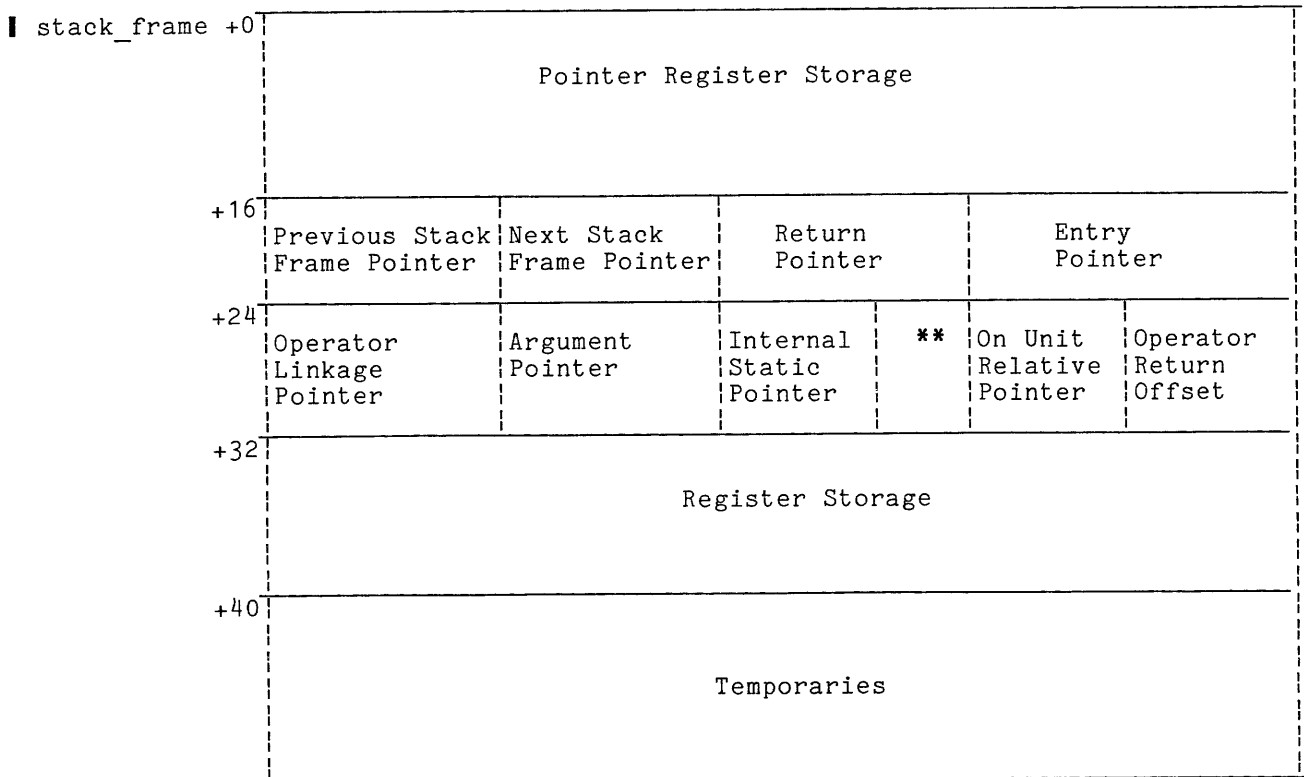 stack_frame +0
Pointer Register Storage
+16
Previous Stack Next Stack Return Entry
Frame Pointer Frame Pointer Pointer Pointer
+24
Operator Argument Internal ** On Unit Operator
Linkage Pointer Static Relative Return
Pointer Pointer Pointer Offset
+32
Register Storage
+40
Temporaries